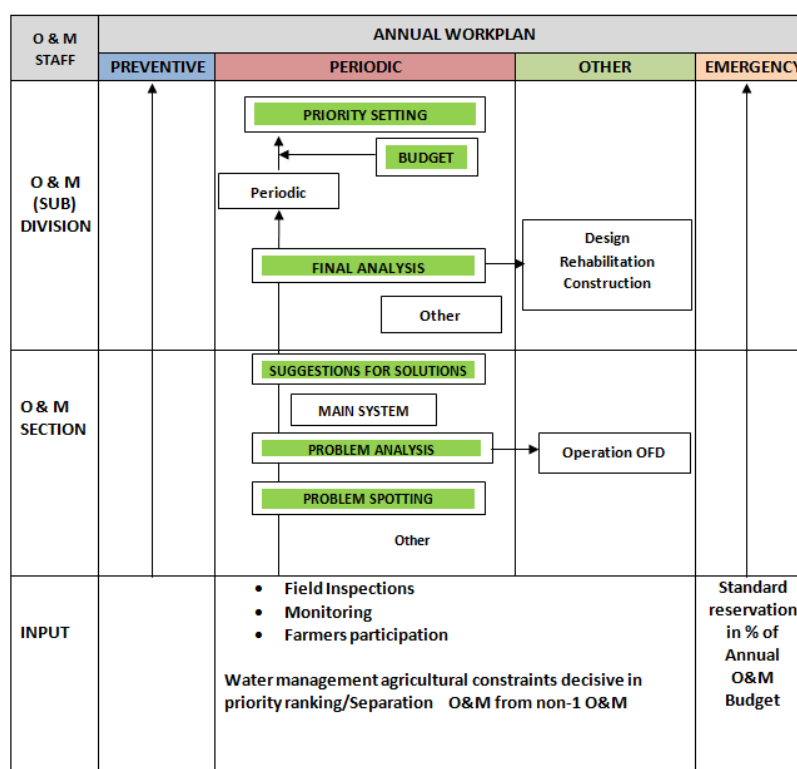 O & M
STAFF
ANNUAL WORKPLAN
PREVENTIVE
PERIODIC
OTHER
EMERGENCY
O & M
(SUB)
DIVISION
PRIORITY SETTING
BUDGET
Periodic
FINAL ANALYSIS
Other
Design
Rehabilitation
Construction
O & M
SECTION
SUGGESTIONS FOR SOLUTIONS
MAIN SYSTEM
PROBLEM ANALYSIS
Operation OFD
PROBLEM SPOTTING
Other
INPUT
• Field Inspections
• Monitoring
• Farmers participation
Water management agricultural constraints decisive in
priority ranking/Separation O&M from non-1 O&M
Standard
reservation
in % of
Annual
O&M
Budget